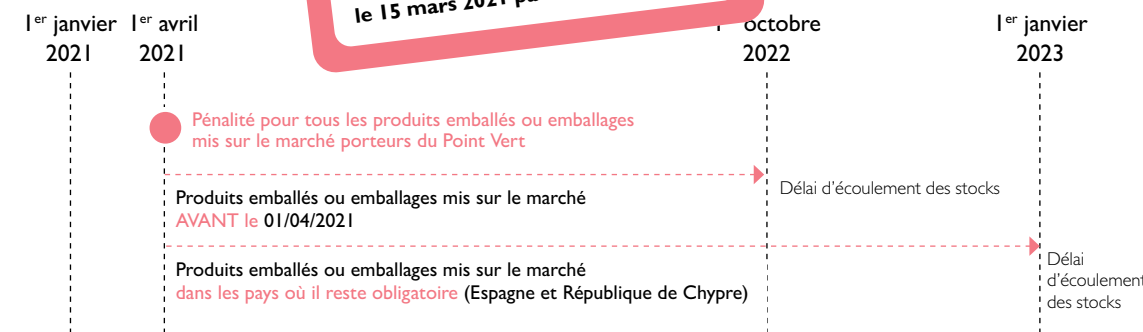 le 15 mars 2021
1er janvier 1er avril octobre 1er janvier
2021 2021 2022 2023
Pénalité pour tous les produits emballés ou emballages
mis sur le marché porteurs du Point Vert
Délai d'écoulement des stocks
Produits emballés ou emballages mis sur le marché
AVANT le 01/04/2021
Produits emballés ou emballages mis sur le marché
dans les pays où il reste obligatoire (Espagne et République de Chypre)
Délai
d'écoulement
des stocks